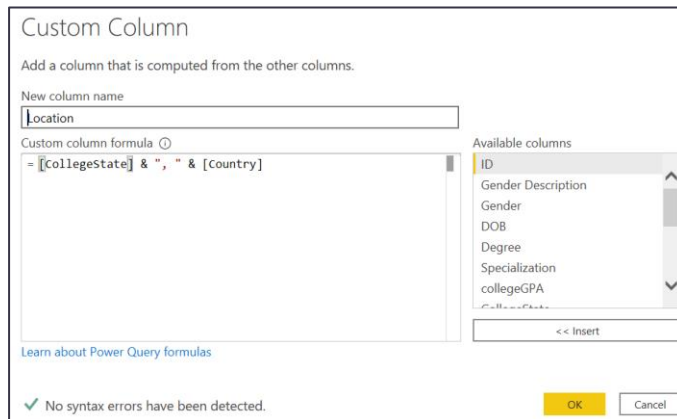 Custom Column
Add a column that is computed from the other columns.
New column name
Location
Custom column formula
= [CollegeState] & ", " & [Country]
Available columns
ID
Gender Description
Gender
DOB
Degree
Specialization
collegeGPA
CollegeState
<< Insert
Learn about Power Query formulas
No syntax errors have been detected.
OK
Cancel